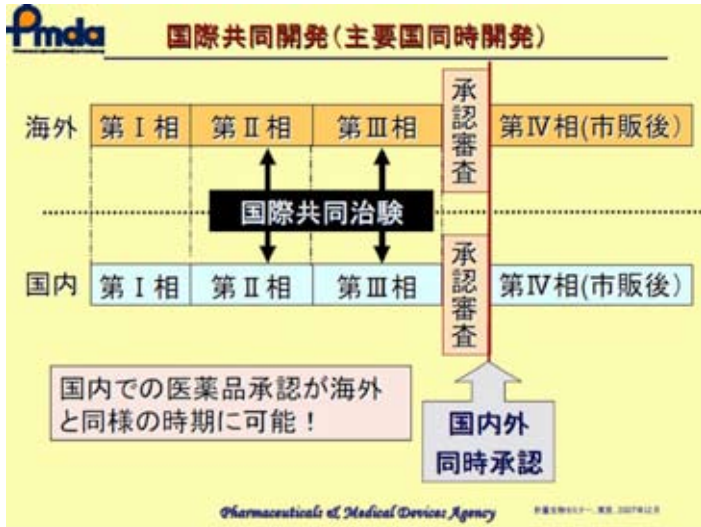 Pmda
国際共同開発(主要国同時開発)
海外 第Ⅰ相 第Ⅱ相 第Ⅲ相 承認審査 第Ⅳ相(市販後)
国際共同治験
国内 第Ⅰ相 第Ⅱ相 第Ⅲ相 承認審査 第Ⅳ相(市販後)
国内での医薬品承認が海外
と同様の時期に可能！
国内外
同時承認
Pharmaceuticals & Medical Devices Agency